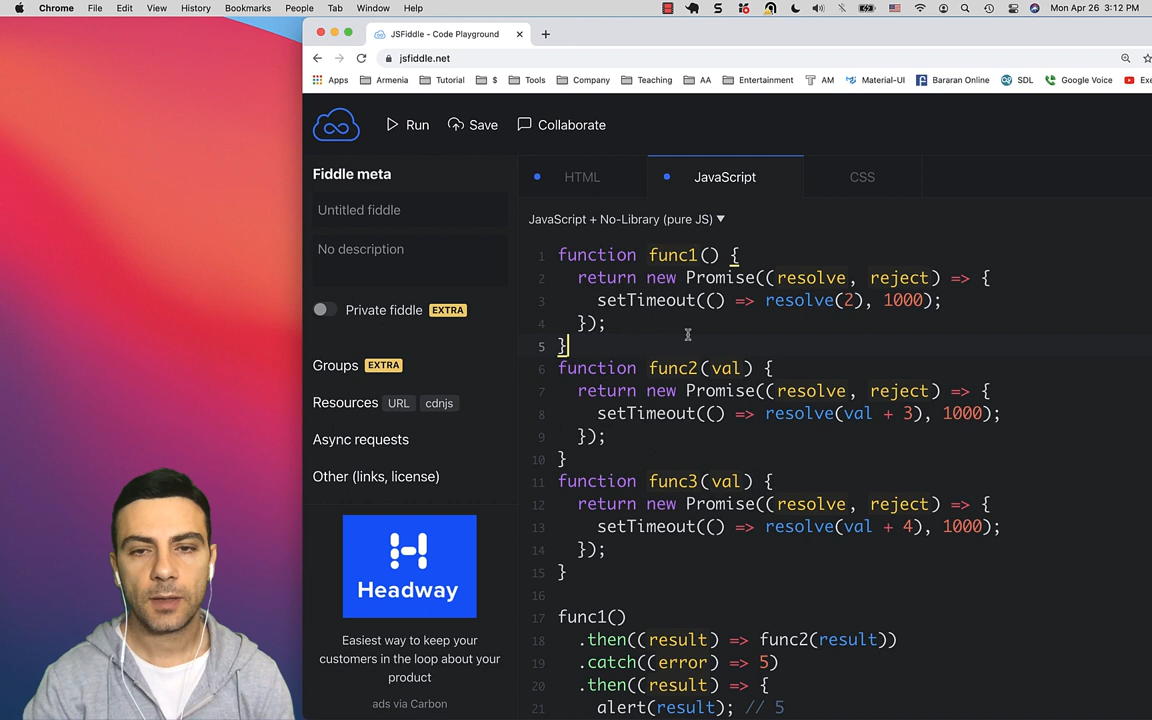 Chrome File Edit View History Bookmarks People Tab Window Help Mon Apr 26 3:12 PM
JSFiddle - Code Playground
jsfiddle.net
Apps Armenia Tutorial $ Tools Company Teaching AA Entertainment AM Material-UI Bararan Online SDL Google Voice Exe
Run Save Collaborate
Fiddle meta
Untitled fiddle
No description
Private fiddle EXTRA
Groups EXTRA
Resources URL cdnjs
Async requests
Other (links, license)
Headway
Easiest way to keep your
customers in the loop about your
product
ads via Carbon
HTML JavaScript CSS
JavaScript + No-Library (pure JS) ▼
1 function func1() {
2 return new Promise((resolve, reject) => {
3 setTimeout(() => resolve(2), 1000);
4 });
5 }
6 function func2(val) {
7 return new Promise((resolve, reject) => {
8 setTimeout(() => resolve(val + 3), 1000);
9 });
10 }
11 function func3(val) {
12 return new Promise((resolve, reject) => {
13 setTimeout(() => resolve(val + 4), 1000);
14 });
15 }
16
17 func1()
18 .then((result) => func2(result))
19 .catch((error) => 5)
20 .then((result) => {
21 alert(result); // 5